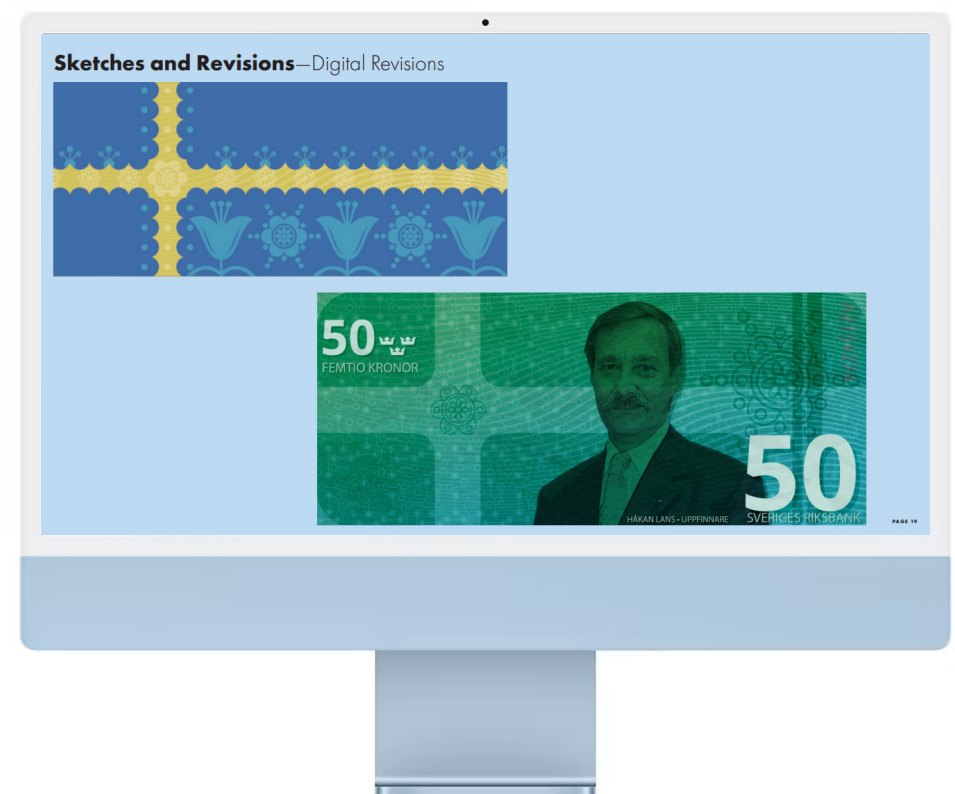 Sketches and Revisions—Digital Revisions
50
FEMTIO KRONOR
HÅKAN LANS • UPPFINNARE
50
SVERIGES RIKSBANK
PAGE 19